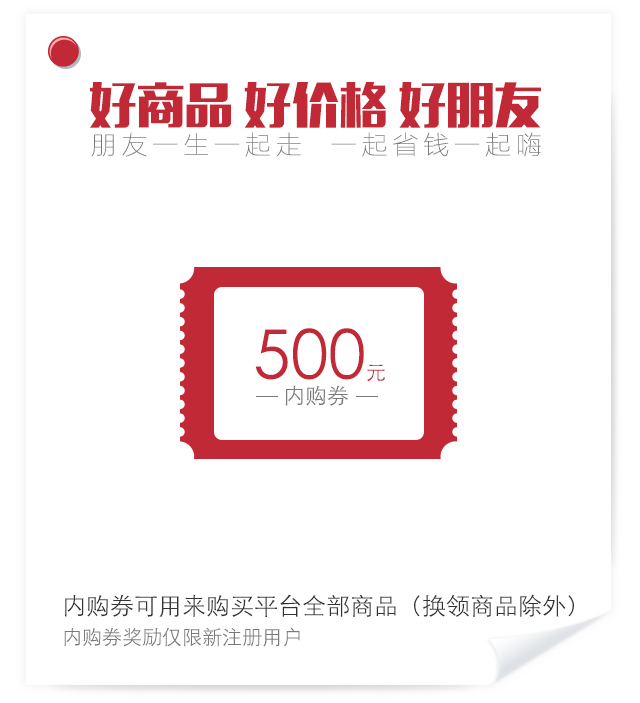 好商品 好价格 好朋友
朋友一生一起走 一起省钱一起嗨
500元
内购券
内购券可用来购买平台全部商品（换领商品除外）
内购券奖励仅限新注册用户